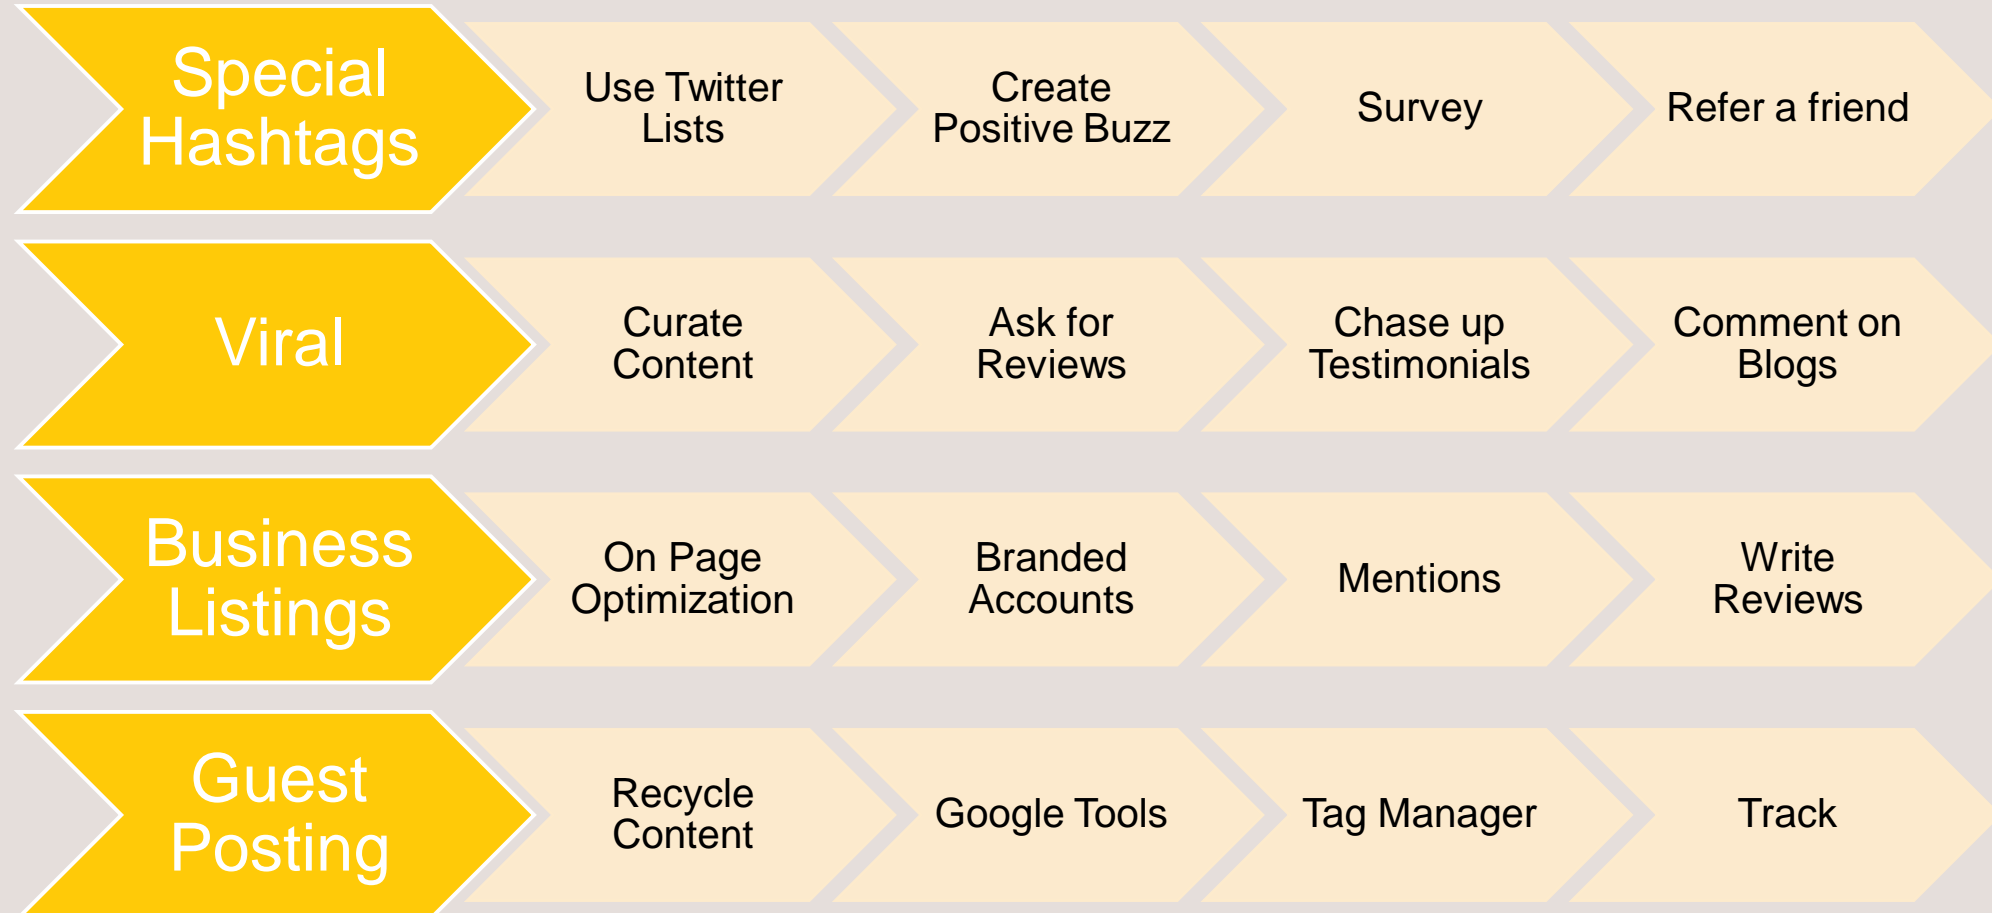 Special
Hashtags
Use Twitter
Lists
Create
Positive Buzz
Survey
Refer a friend
Viral
Curate
Content
Ask for
Reviews
Chase up
Testimonials
Comment on
Blogs
Business
Listings
On Page
Optimization
Branded
Accounts
Mentions
Write
Reviews
Guest
Posting
Recycle
Content
Google Tools
Tag Manager
Track